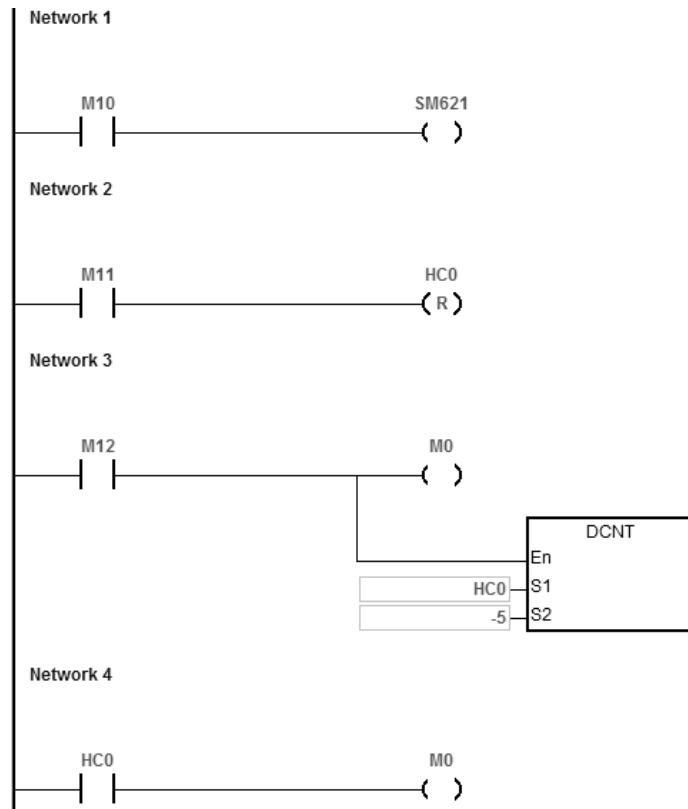 Network 1
M10 SM621
( )
Network 2
M11 HC0
( R )
Network 3
M12 M0
( )
DCNT
En
HC0 S1
-5 S2
Network 4
HC0 M0
( )